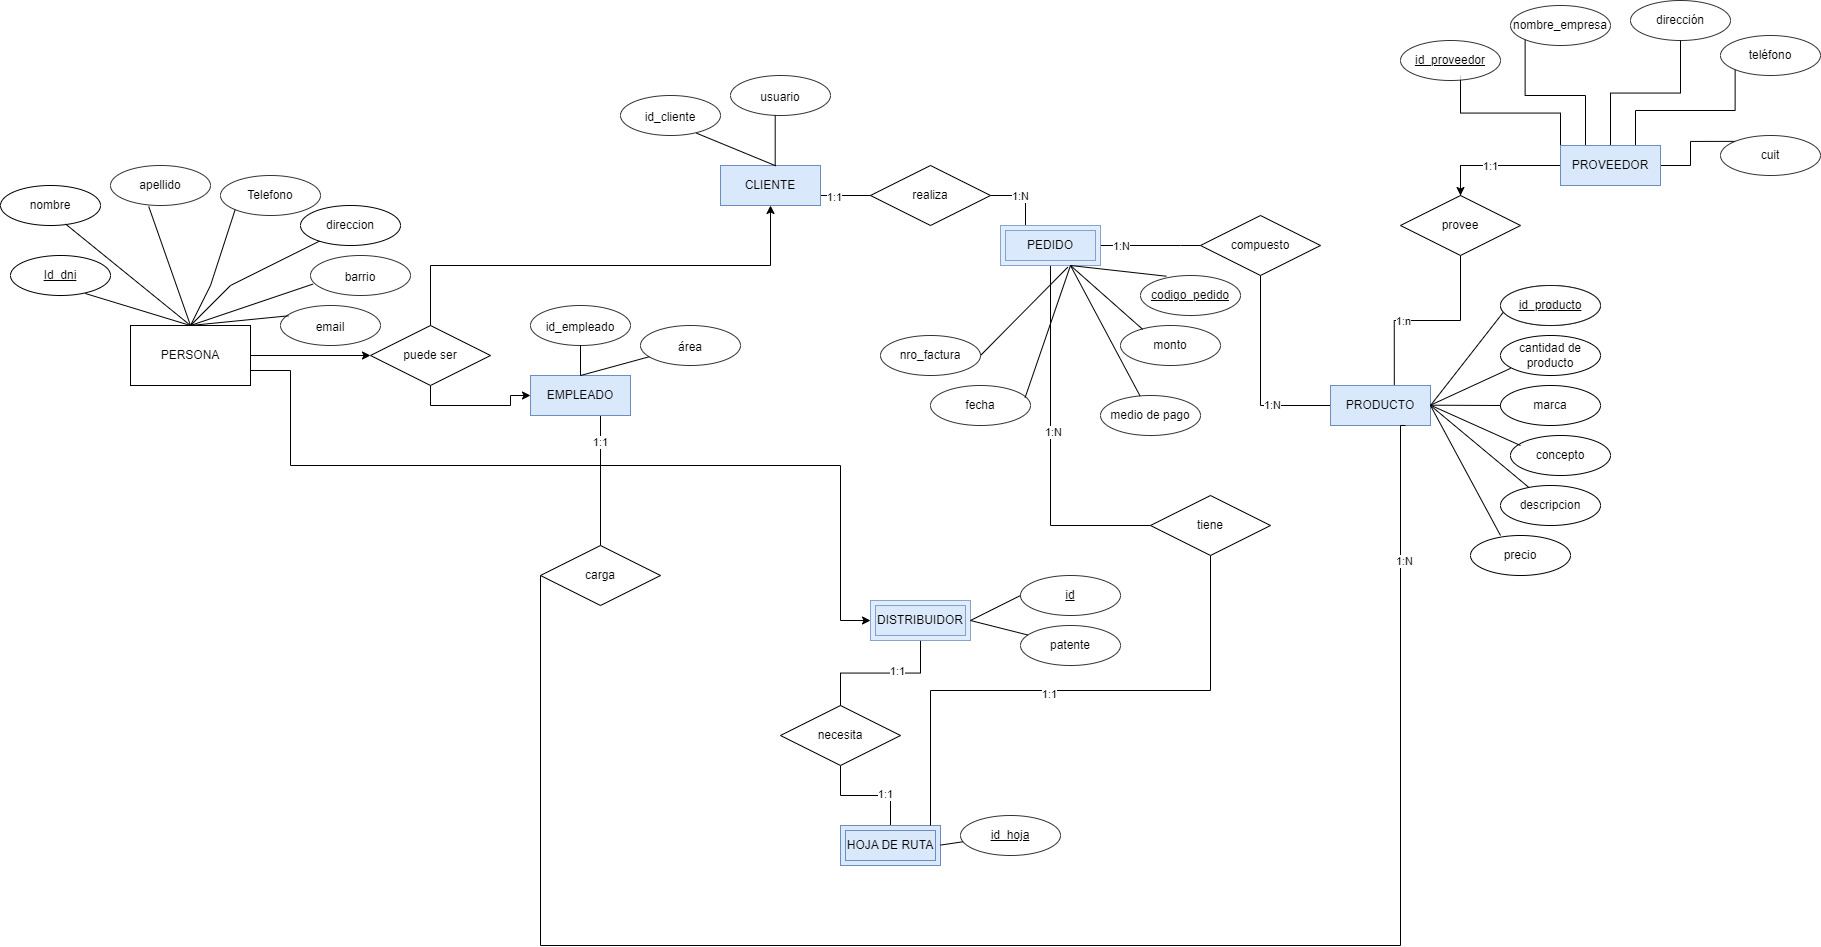 nombre_empresa
dirección
id_proveedor
teléfono
usuario
id_cliente
PROVEEDOR
cuit
1:1
apellido
CLIENTE
nombre
Telefono
1:1
realiza
1:N
direccion
provee
PEDIDO
1:N
compuesto
Id_dni
barrio
codigo_pedido
id_producto
email
id_empleado
1:n
PERSONA
puede ser
área
nro_factura
monto
cantidad de
producto
EMPLEADO
fecha
medio de pago
1:N
PRODUCTO
marca
1:1
1:N
concepto
descripcion
tiene
precio
1:N
carga
id
DISTRIBUIDOR
patente
1:1
1:1
necesita
1:1
HOJA DE RUTA
id_hoja